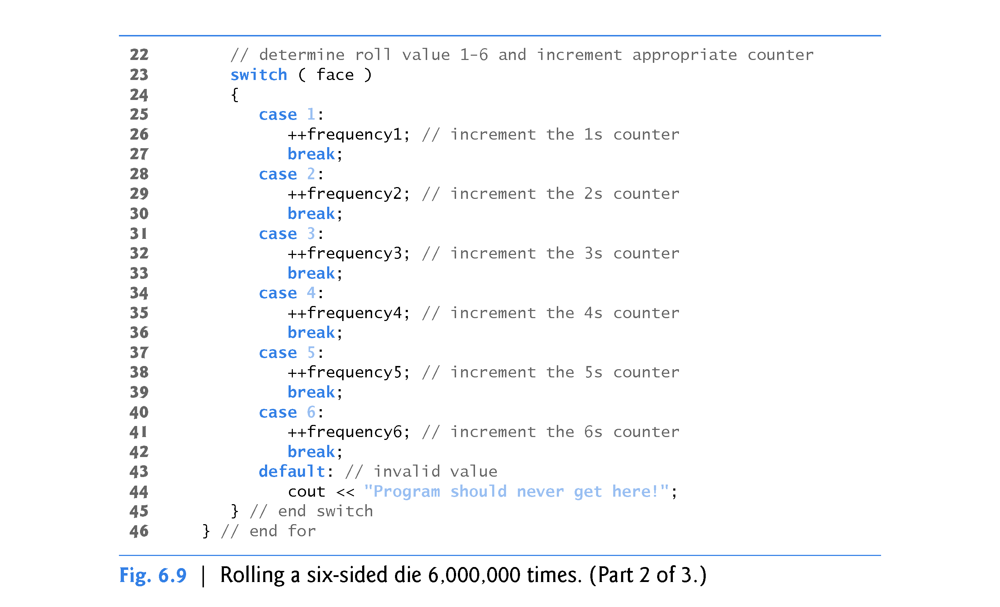 22 // determine roll value 1-6 and increment appropriate counter
23 switch ( face )
24 {
25 case 1:
26 ++frequency1; // increment the 1s counter
27 break;
28 case 2:
29 ++frequency2; // increment the 2s counter
30 break;
31 case 3:
32 ++frequency3; // increment the 3s counter
33 break;
34 case 4:
35 ++frequency4; // increment the 4s counter
36 break;
37 case 5:
38 ++frequency5; // increment the 5s counter
39 break;
40 case 6:
41 ++frequency6; // increment the 6s counter
42 break;
43 default: // invalid value
44 cout << "Program should never get here!";
45 } // end switch
46 } // end for
Fig. 6.9 | Rolling a six-sided die 6,000,000 times. (Part 2 of 3.)